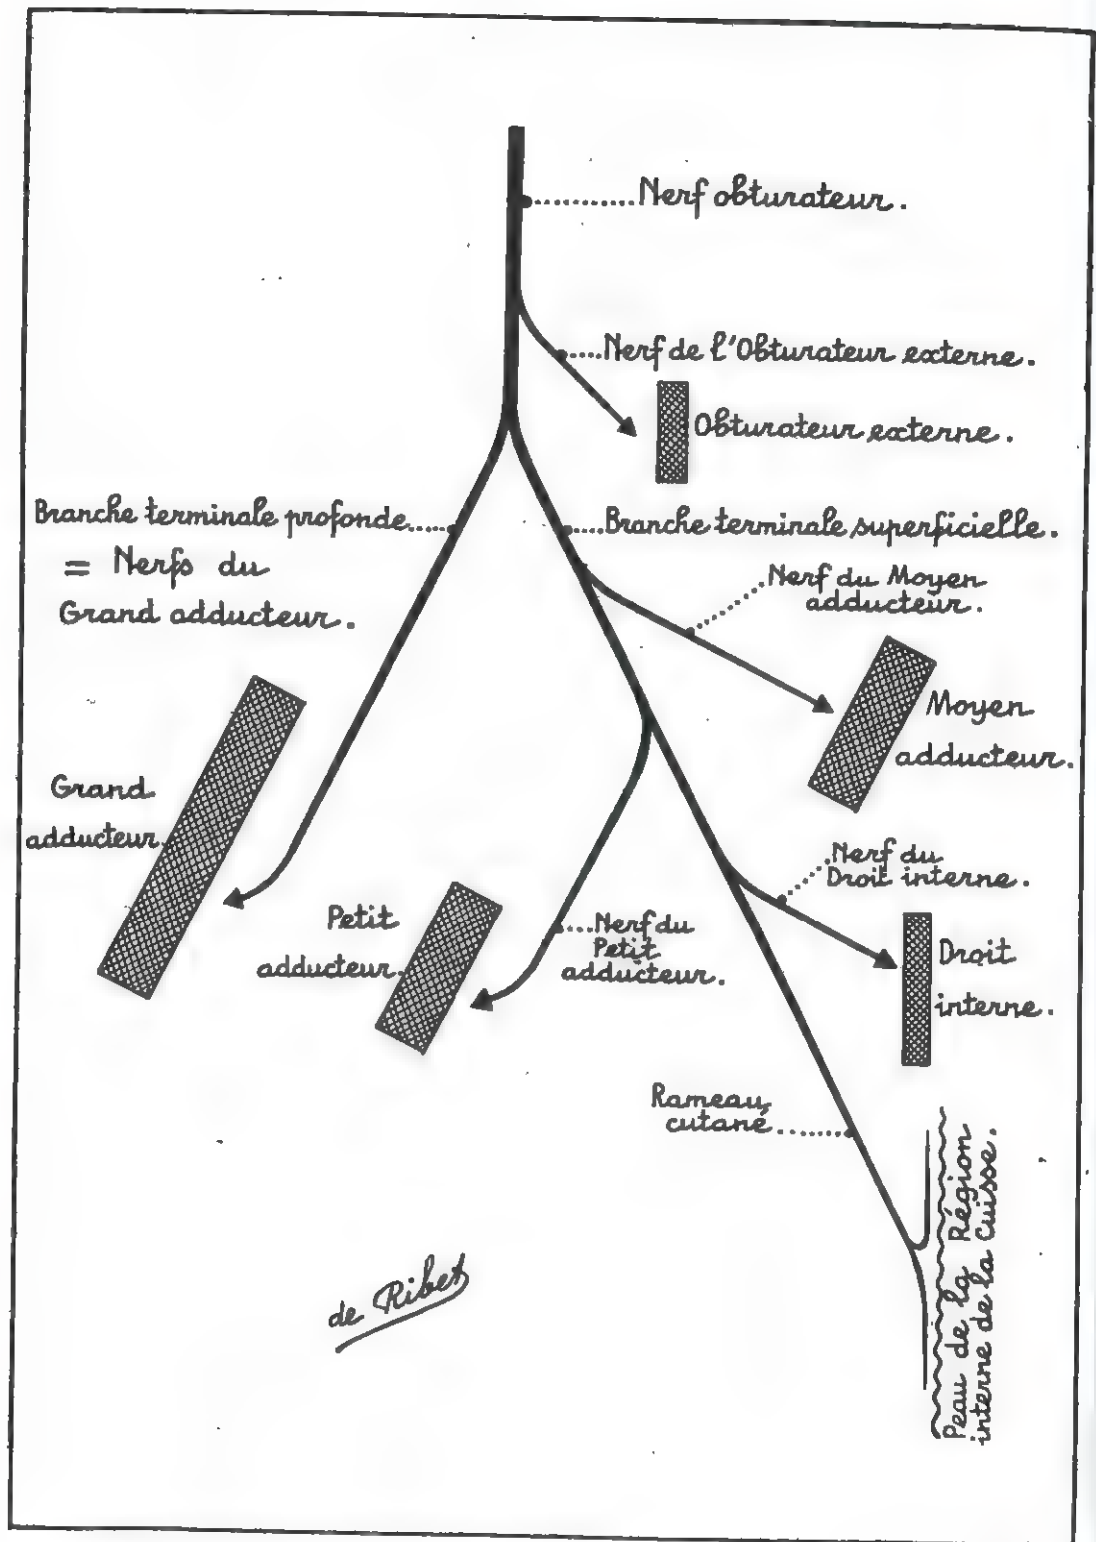 Nerf obturateur.
Nerf de l'Obturateur externe.
Obturateur externe.
Branche terminale profonde
= Nerfs du
Grand adducteur.
Branche terminale superficielle.
Nerf du Moyen
adducteur.
Moyen
adducteur.
Grand
adducteur.
Nerf du
Droit interne.
Petit
adducteur.
Nerf du
Petit
adducteur.
Droit
interne.
Rameau
cutané
Peau de la Région
interne de la Cuisse.
de Ribet